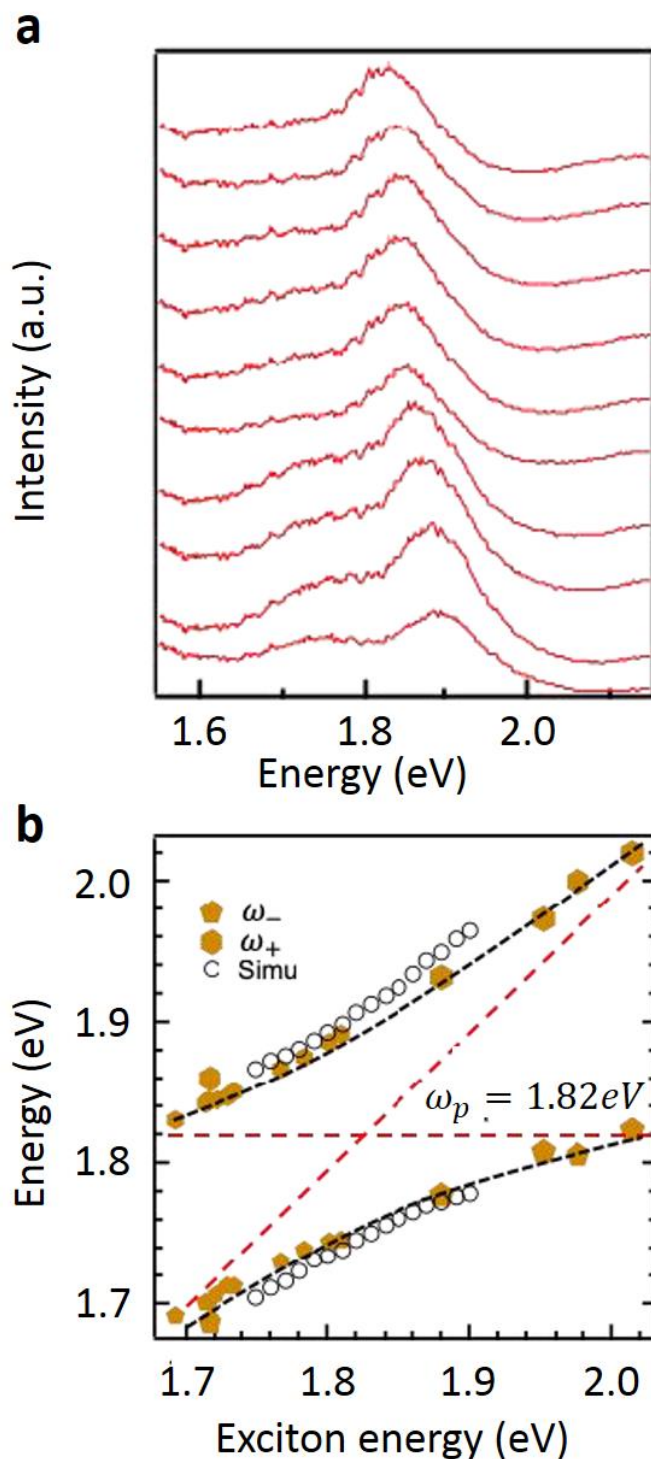 a
Intensity (a.u.)
1.6 1.8 2.0
Energy (eV)
b
2.0
1.9
1.8
1.7
Energy (eV)
ω₋
ω₊
Simu
ωₚ = 1.82eV
1.7 1.8 1.9 2.0
Exciton energy (eV)